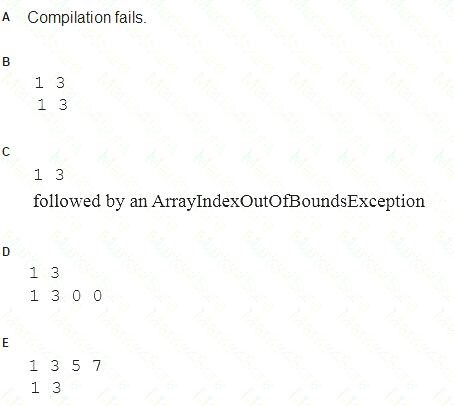 A Compilation fails.
B
1 3
1 3
C
1 3
followed by an ArrayIndexOutOfBoundsException
D
1 3
1 3 0 0
E
1 3 5 7
1 3